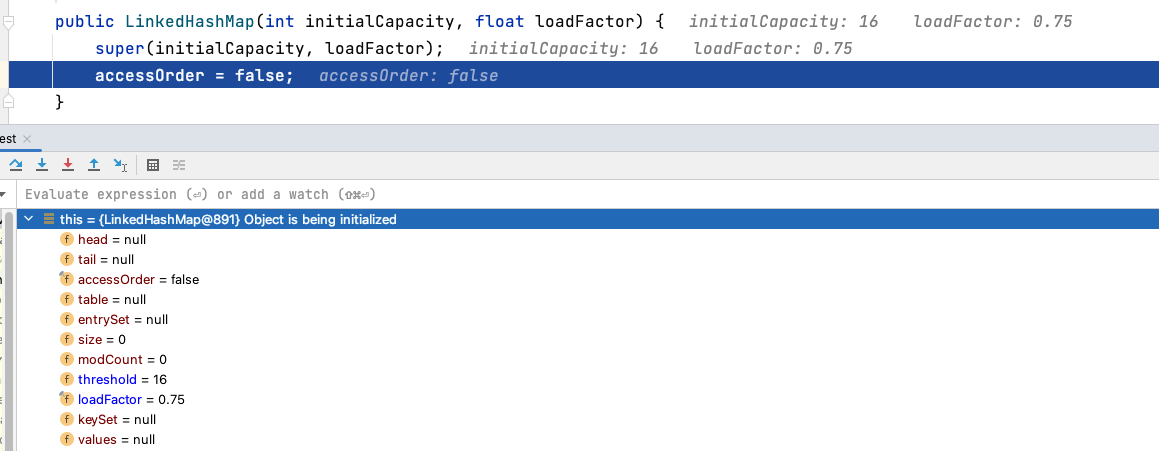 public LinkedHashMap(int initialCapacity, float loadFactor) { initialCapacity: 16 loadFactor: 0.75
super(initialCapacity, loadFactor); initialCapacity: 16 loadFactor: 0.75
accessOrder = false; accessOrder: false
}
est
Evaluate expression (⏎) or add a watch (⇧⌘⏎)
this = {LinkedHashMap@891} Object is being initialized
f head = null
f tail = null
f accessOrder = false
f table = null
f entrySet = null
f size = 0
f modCount = 0
f threshold = 16
f loadFactor = 0.75
f keySet = null
f values = null